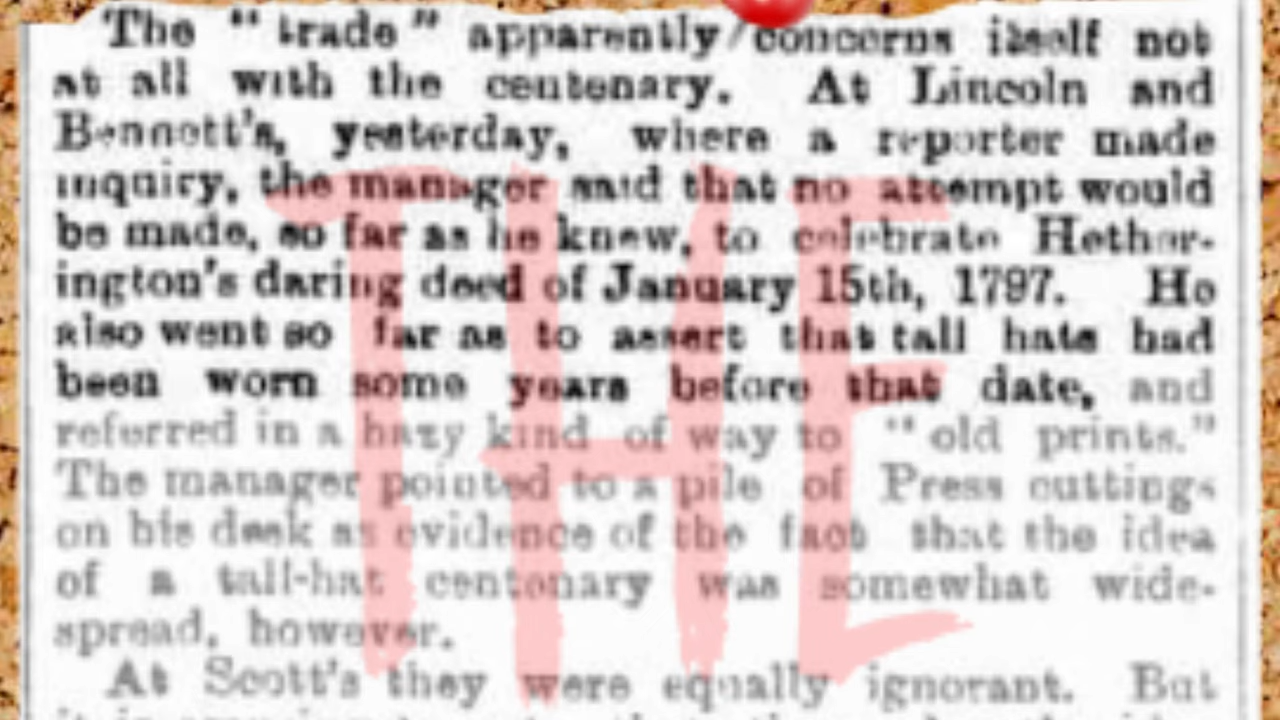 The "trade" apparently concerns itself not
at all with the centenary. At Lincoln and
Bennett's, yesterday, where a reporter made
inquiry, the manager said that no attempt would
be made, so far as he knew, to celebrate Hether-
ington's daring deed of January 15th, 1797. He
also went so far as to assert that tall hats had
been worn some years before that date, and
referred in a hazy kind of way to "old prints."
The manager pointed to a pile of Press cuttings
on his desk as evidence of the fact that the idea
of a tall-hat centenary was somewhat wide-
spread, however.
At Scott's they were equally ignorant. But
THE